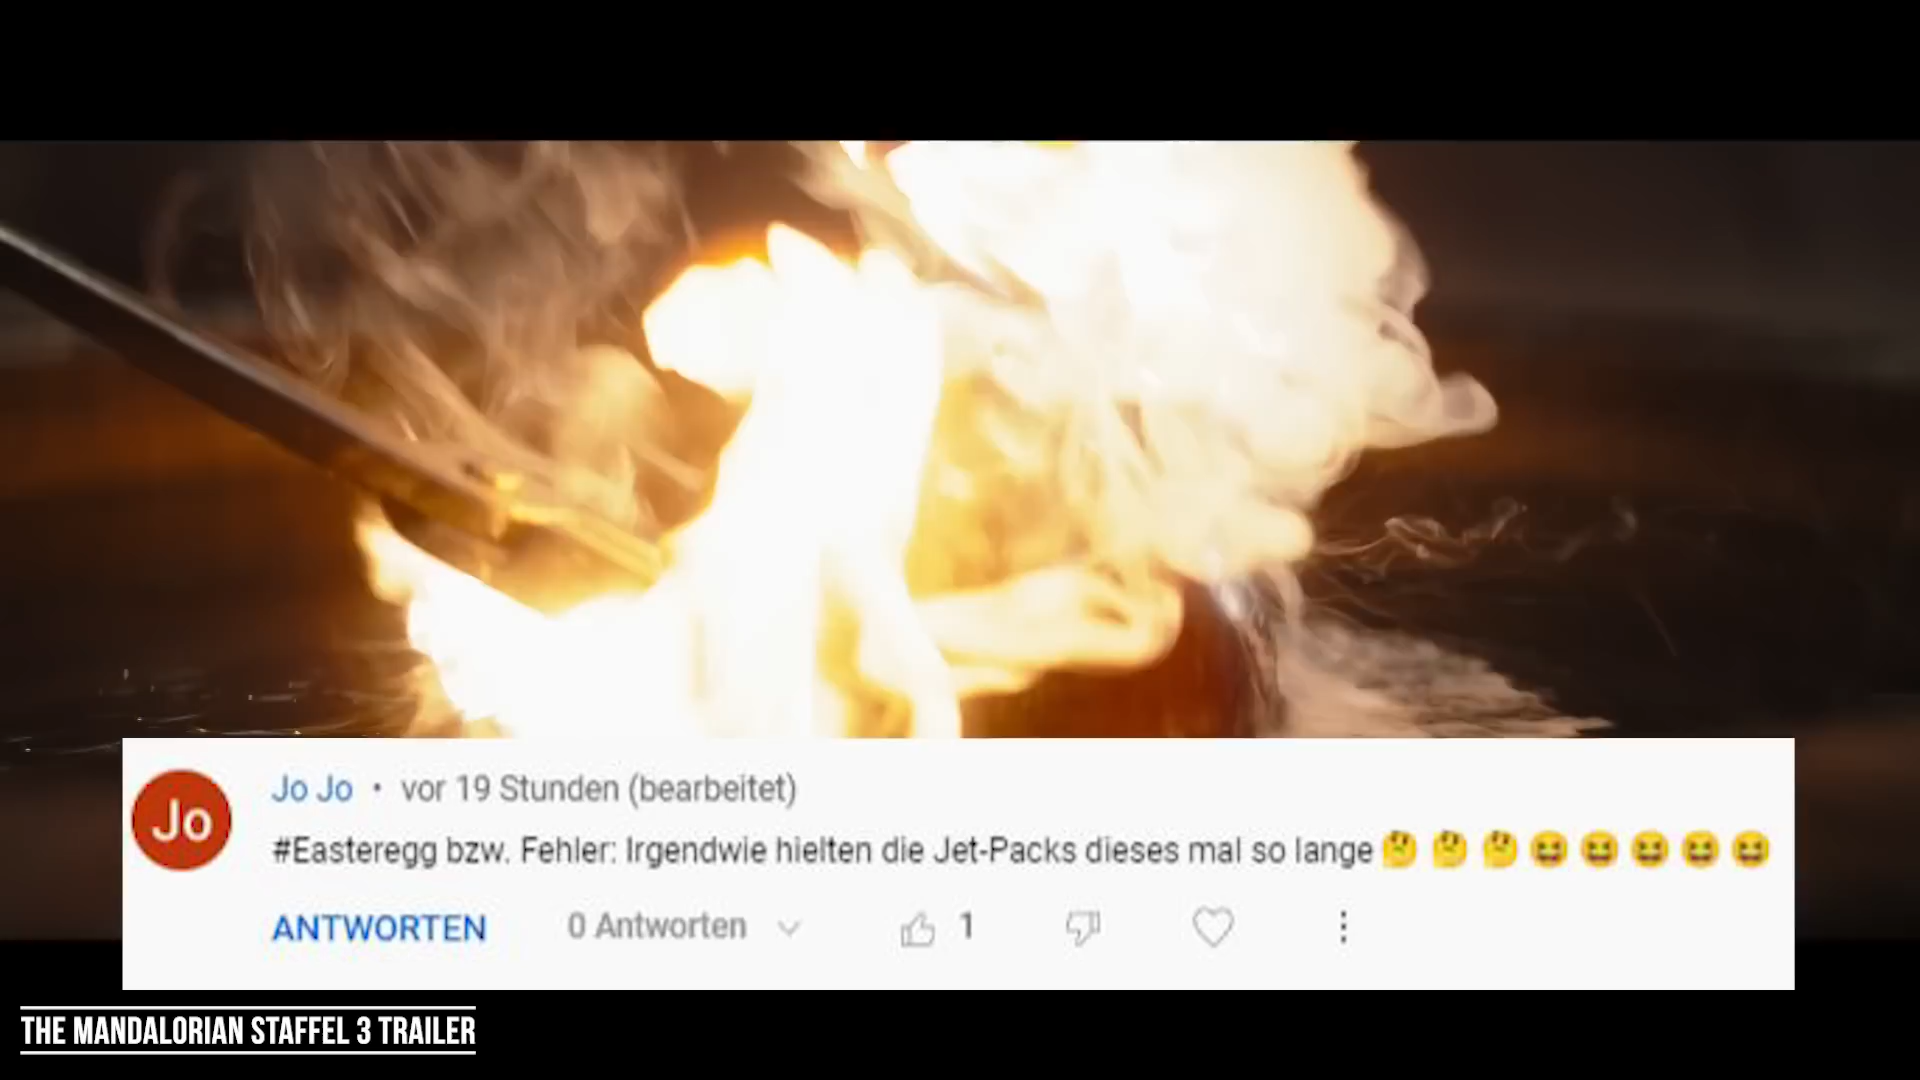 Jo
Jo Jo • vor 19 Stunden (bearbeitet)
#Easteregg bzw. Fehler: Irgendwie hielten die Jet-Packs dieses mal so lange 🤔 🤔 🤔 😆 😆 😆 😆 😆
ANTWORTEN 0 Antworten 1
THE MANDALORIAN STAFFEL 3 TRAILER